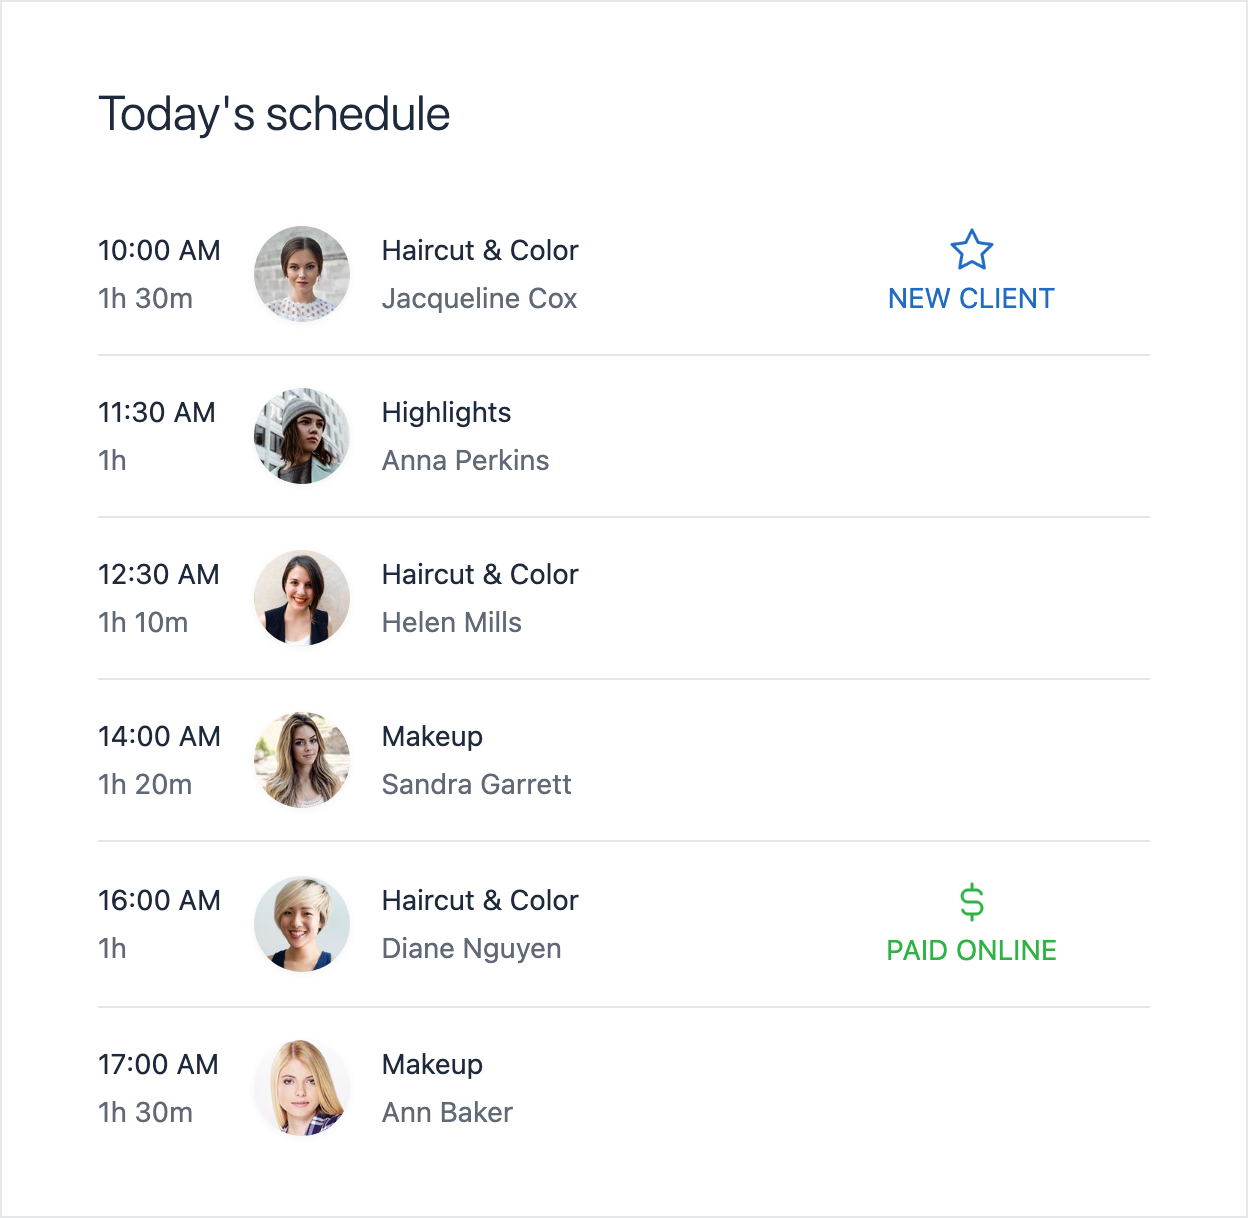 Today's schedule
10:00 AM
1h 30m
Haircut & Color
Jacqueline Cox
NEW CLIENT
11:30 AM
1h
Highlights
Anna Perkins
12:30 AM
1h 10m
Haircut & Color
Helen Mills
14:00 AM
1h 20m
Makeup
Sandra Garrett
16:00 AM
1h
Haircut & Color
Diane Nguyen
PAID ONLINE
17:00 AM
1h 30m
Makeup
Ann Baker